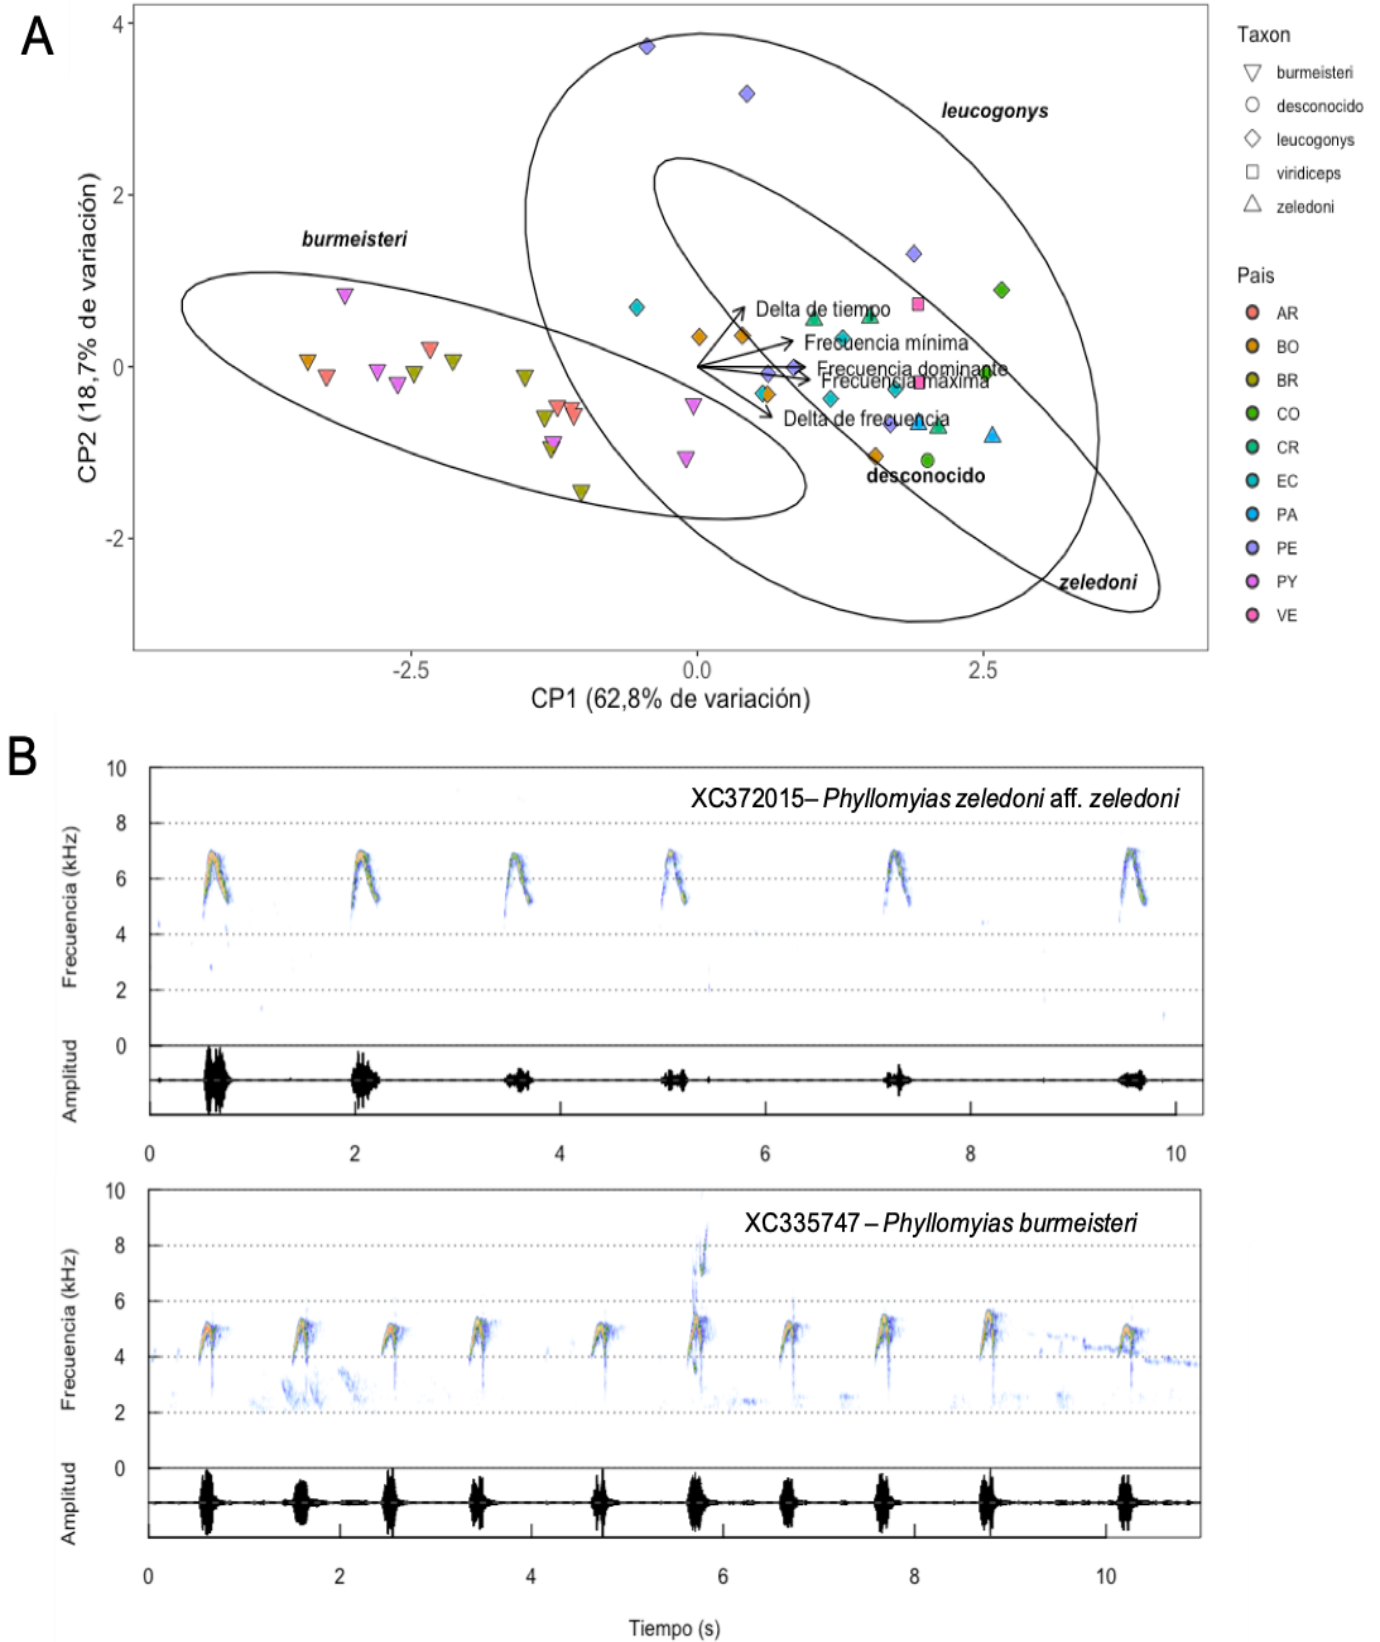 A
4
2
0
-2
CP2 (18,7% de variación)
burmeisteri
leucogonys
Delta de tiempo
Frecuencia mínima
Frecuencia dominante
Frecuencia máxima
Delta de frecuencia
desconocido
zeledoni
-2.5 0.0 2.5
CP1 (62,8% de variación)
Taxon
burmeisteri
desconocido
leucogonys
viridiceps
zeledoni
Pais
AR
BO
BR
CO
CR
EC
PA
PE
PY
VE
B
XC372015– Phyllomyias zeledoni aff. zeledoni
10
8
6
4
2
0
Frecuencia (kHz)
Amplitud
0 2 4 6 8 10
XC335747 – Phyllomyias burmeisteri
10
8
6
4
2
0
Frecuencia (kHz)
Amplitud
0 2 4 6 8 10
Tiempo (s)